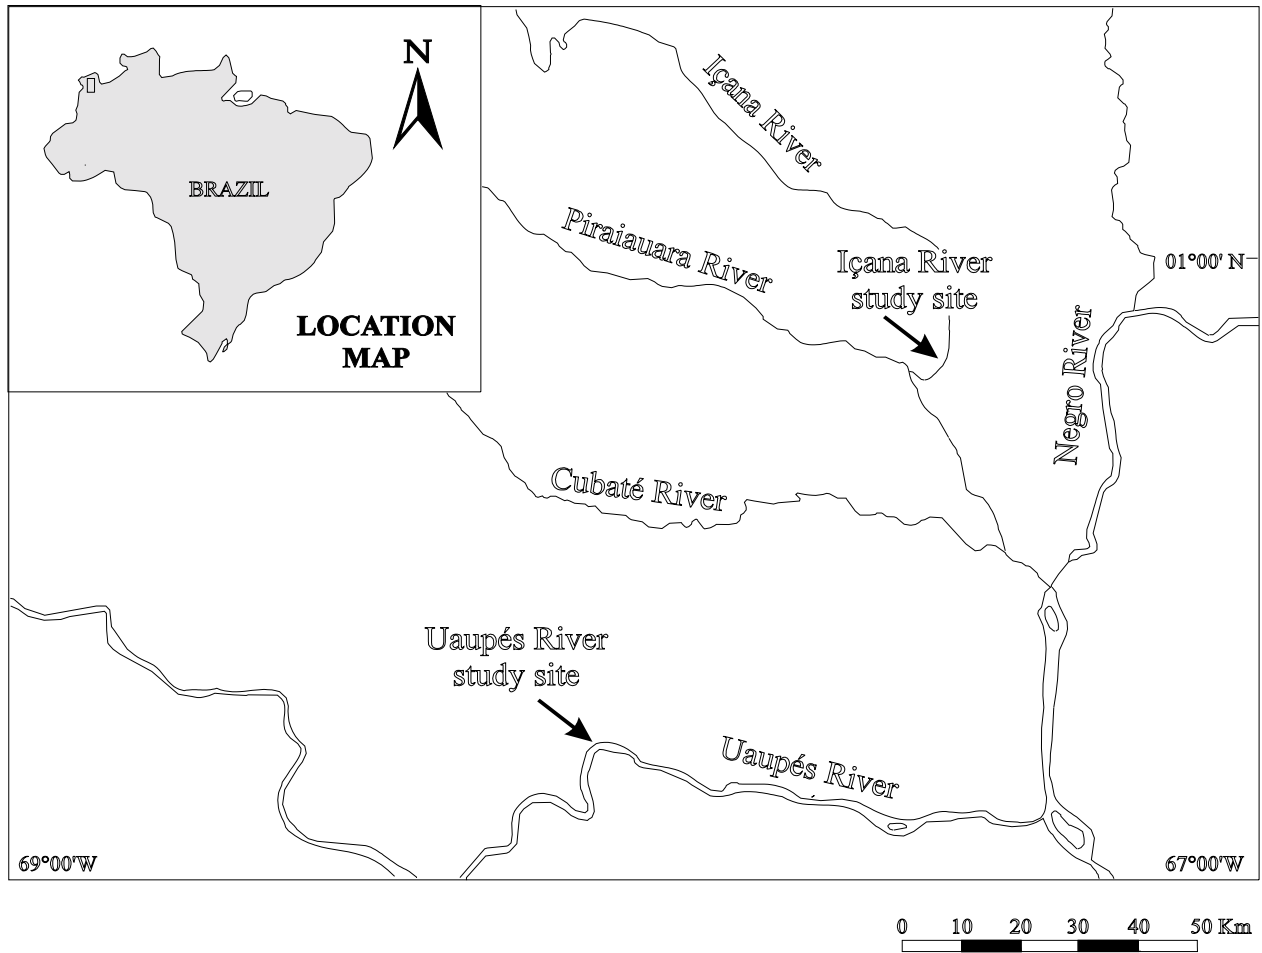 N
BRAZIL
LOCATION
MAP
Içana River
Piraiauara River
Içana River
study site
01°00' N
Negro River
Cubaté River
Uaupés River
study site
Uaupés River
69°00'W
67°00'W
0 10 20 30 40 50 Km